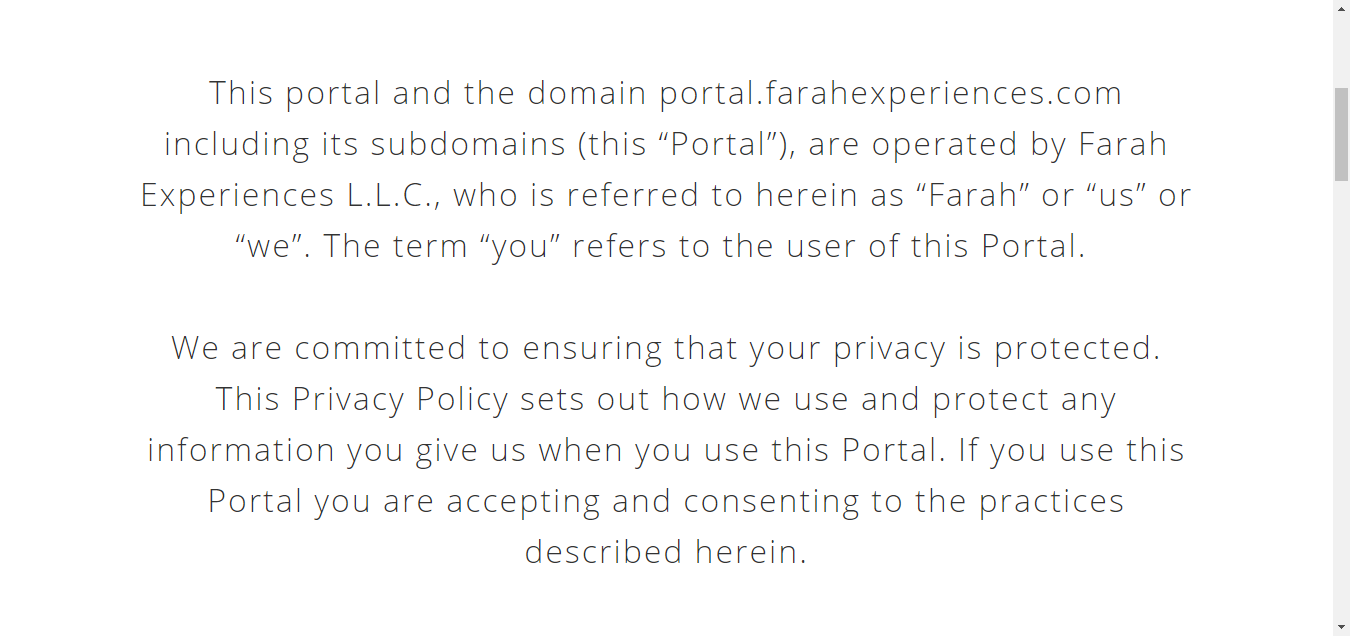 This portal and the domain portal.farahexperiences.com
including its subdomains (this “Portal”), are operated by Farah
Experiences L.L.C., who is referred to herein as “Farah” or “us” or
“we”. The term “you” refers to the user of this Portal.
We are committed to ensuring that your privacy is protected.
This Privacy Policy sets out how we use and protect any
information you give us when you use this Portal. If you use this
Portal you are accepting and consenting to the practices
described herein.